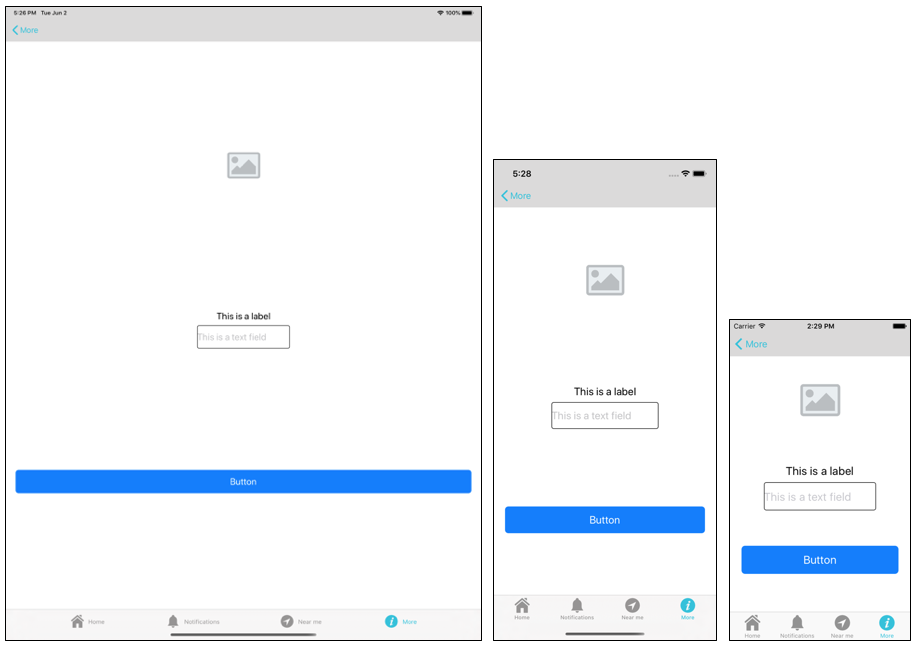 5:26 PM Tue Jun 2 100%
More
This is a label
This is a text field
Button
Home Notifications Near me More
5:28
More
This is a label
This is a text field
Button
Home Notifications Near me More
Carrier 2:29 PM
More
This is a label
This is a text field
Button
Home Notifications Near me More